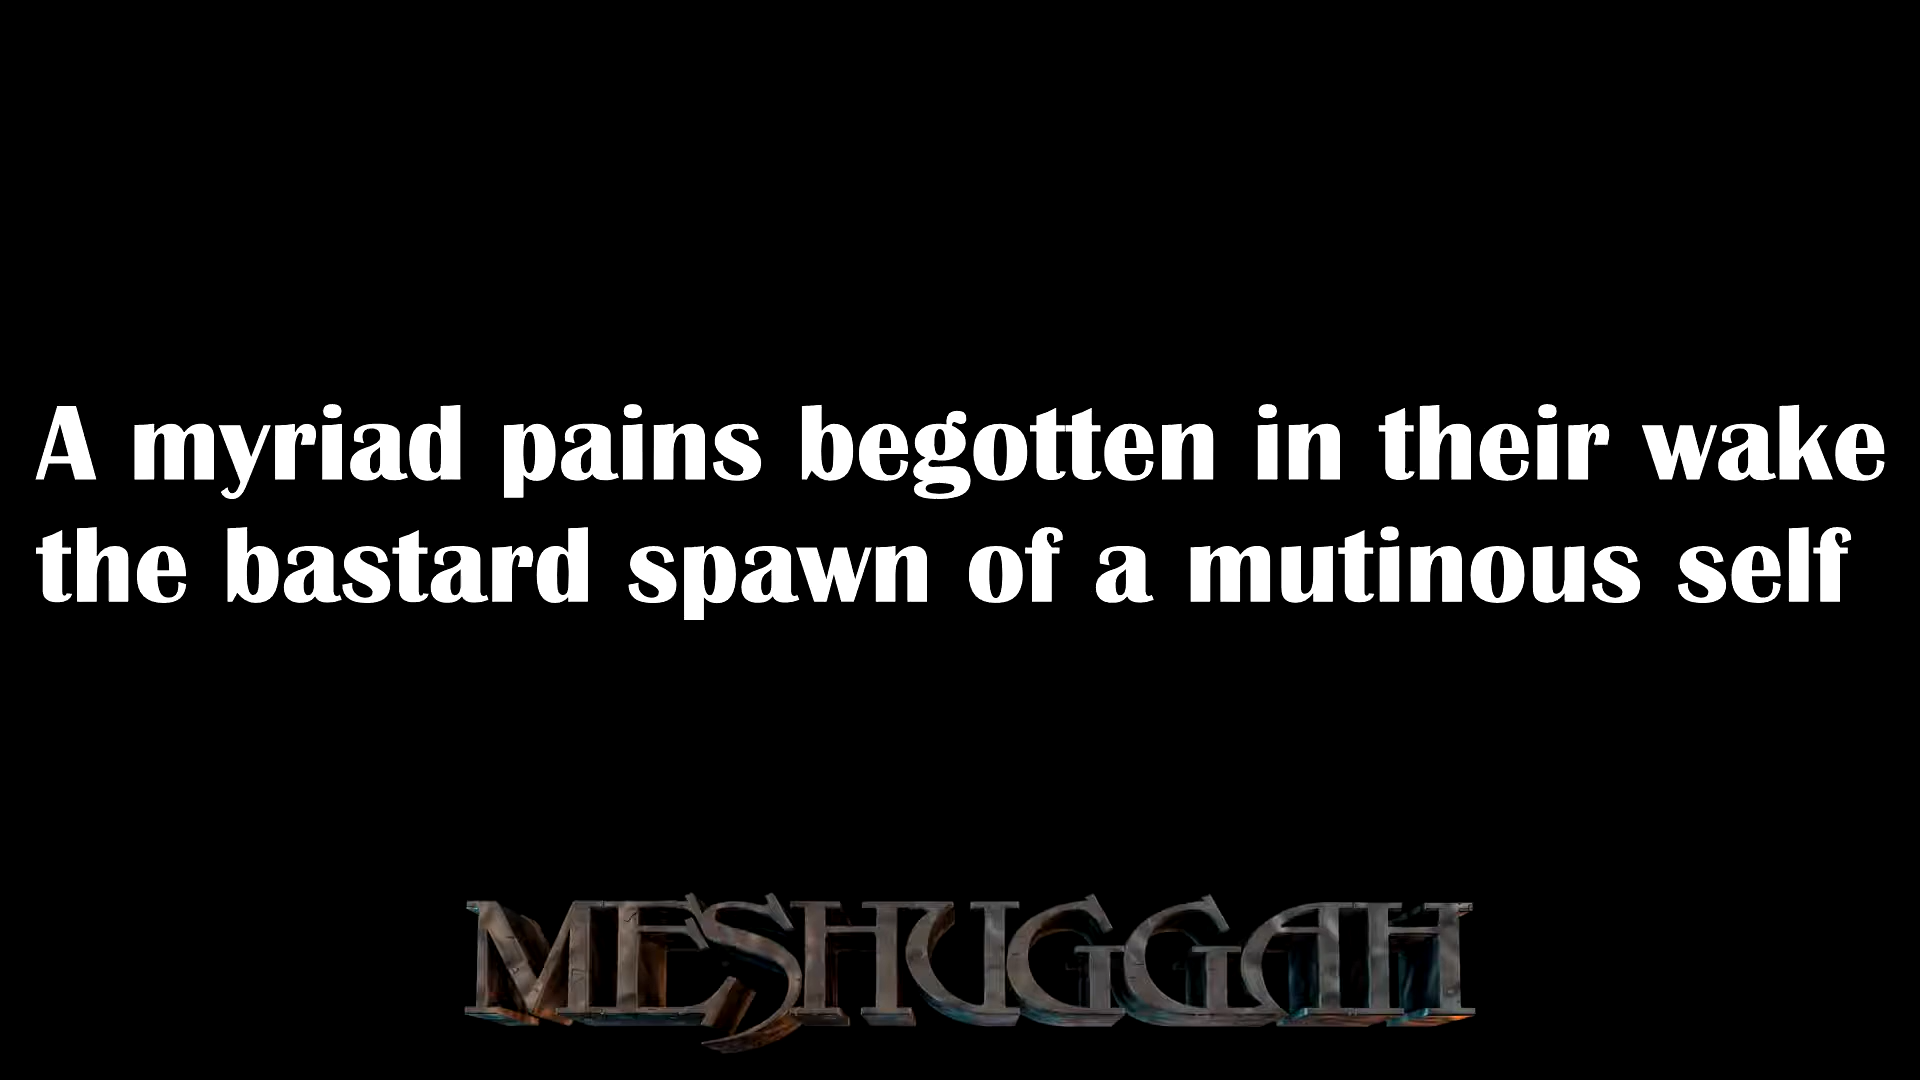 A myriad pains begotten in their wake
the bastard spawn of a mutinous self
MESHUGGAH